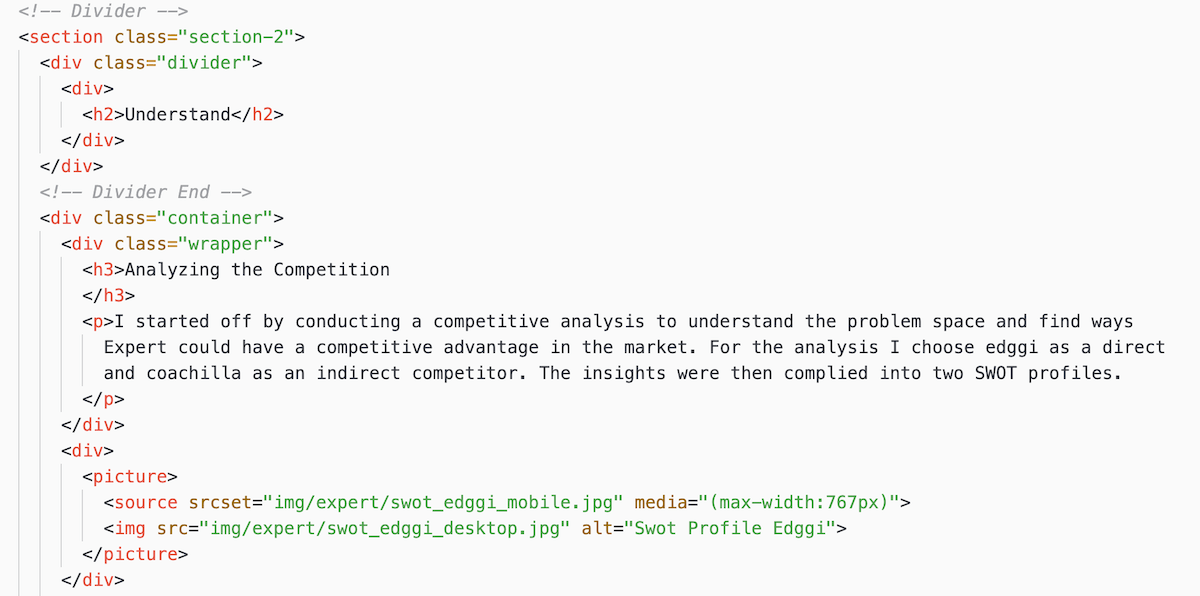 <!-- Divider -->
<section class="section-2">
<div class="divider">
<div>
<h2>Understand</h2>
</div>
</div>
<!-- Divider End -->
<div class="container">
<div class="wrapper">
<h3>Analyzing the Competition
</h3>
<p>I started off by conducting a competitive analysis to understand the problem space and find ways
Expert could have a competitive advantage in the market. For the analysis I choose edggi as a direct
and coachilla as an indirect competitor. The insights were then complied into two SWOT profiles.
</p>
</div>
<div>
<picture>
<source srcset="img/expert/swot_edggi_mobile.jpg" media="(max-width:767px)">
<img src="img/expert/swot_edggi_desktop.jpg" alt="Swot Profile Edggi">
</picture>
</div>